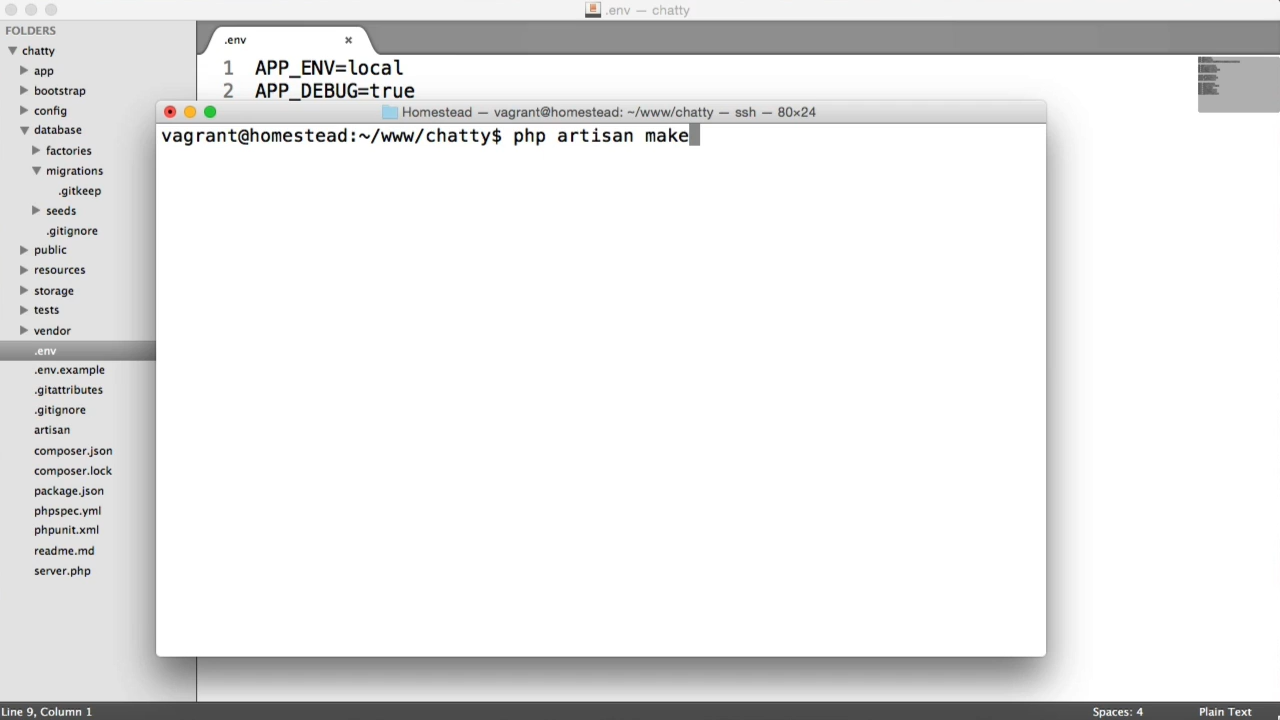 .env — chatty
FOLDERS
chatty
app
bootstrap
config
database
factories
migrations
.gitkeep
seeds
.gitignore
public
resources
storage
tests
vendor
.env
.env.example
.gitattributes
.gitignore
artisan
composer.json
composer.lock
package.json
phpspec.yml
phpunit.xml
readme.md
server.php
.env ×
1 APP_ENV=local
2 APP_DEBUG=true
Homestead — vagrant@homestead: ~/www/chatty — ssh — 80×24
vagrant@homestead:~/www/chatty$ php artisan make
Line 9, Column 1
Spaces: 4
Plain Text